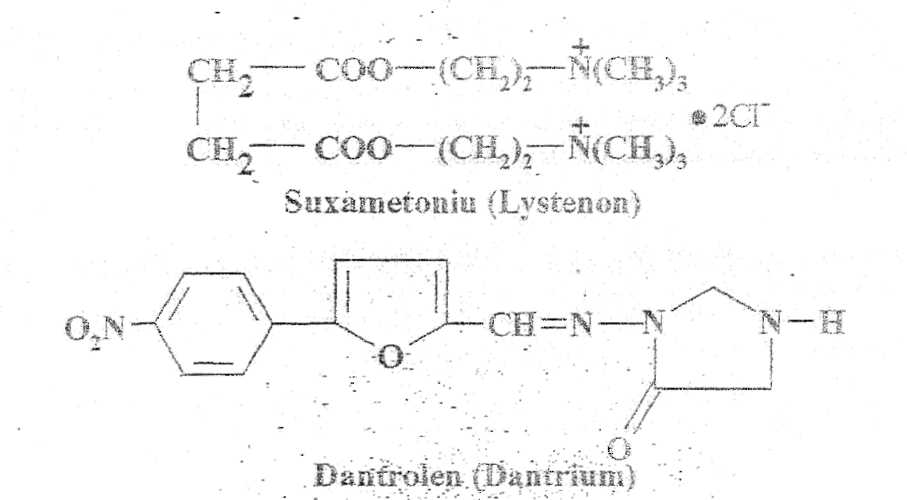 CH₂—COO—(CH₂)₂—N⁺(CH₃)₃
CH₂—COO—(CH₂)₂—N⁺(CH₃)₃
•2Cl⁻
Suxametoniu (Lystenon)
O₂N
O
CH=N—N
N—H
O
Dantrolen (Dantrium)